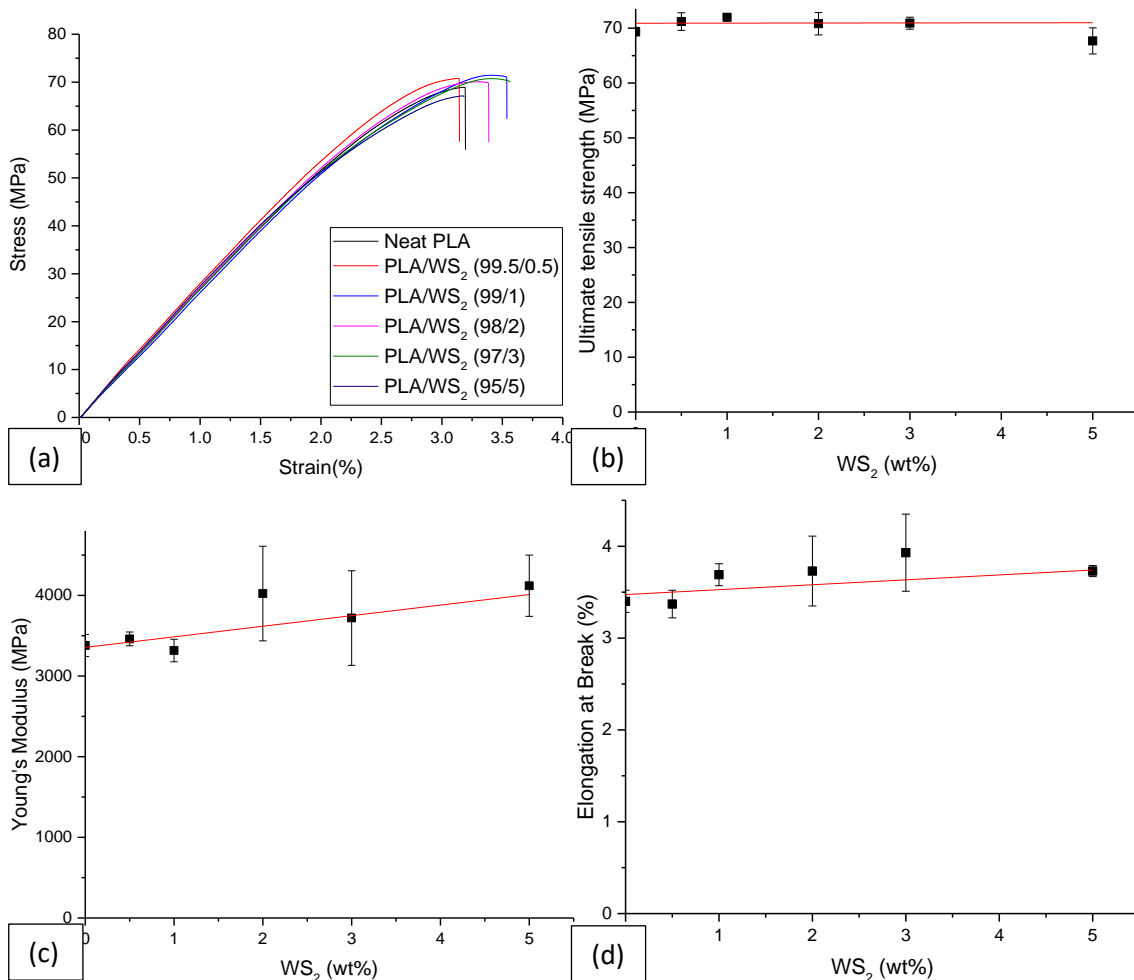 80
70
60
50
40
30
20
10
0
Stress (MPa)
Neat PLA
PLA/WS2 (99.5/0.5)
PLA/WS2 (99/1)
PLA/WS2 (98/2)
PLA/WS2 (97/3)
PLA/WS2 (95/5)
0.5 1.0 1.5 2.0 2.5 3.0 3.5 4.0
Strain(%)
(a)
70
60
50
40
30
20
10
0
Ultimate tensile strength (MPa)
1 2 3 4 5
WS2 (wt%)
(b)
4000
3000
2000
1000
0
Young's Modulus (MPa)
0 1 2 3 4 5
WS2 (wt%)
(c)
4
3
2
1
0
Elongation at Break (%)
1 2 3 4 5
WS2 (wt%)
(d)